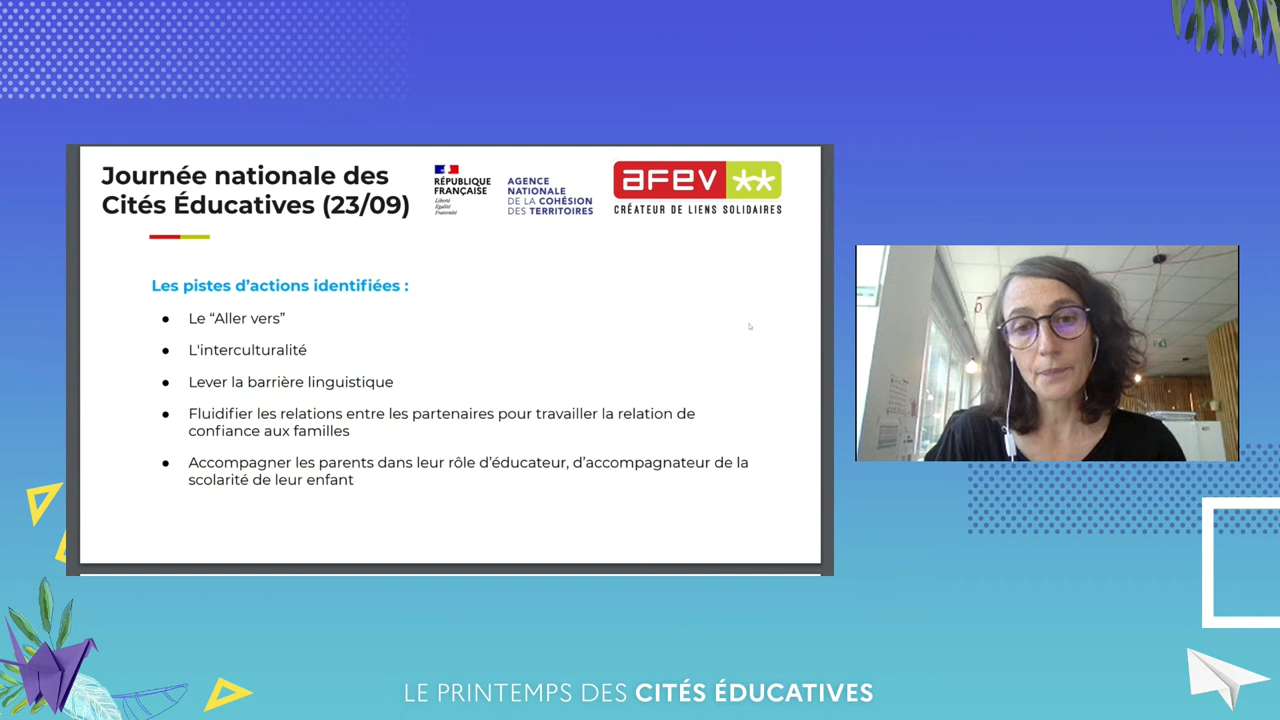 Journée nationale des
Cités Éducatives (23/09)
RÉPUBLIQUE
FRANÇAISE
Liberté
Égalité
Fraternité
AGENCE
NATIONALE
DE LA COHÉSION
DES TERRITOIRES
afev
CRÉATEUR DE LIENS SOLIDAIRES
Les pistes d’actions identifiées :
● Le “Aller vers”
● L'interculturalité
● Lever la barrière linguistique
● Fluidifier les relations entre les partenaires pour travailler la relation de
confiance aux familles
● Accompagner les parents dans leur rôle d’éducateur, d’accompagnateur de la
scolarité de leur enfant
LE PRINTEMPS DES CITÉS ÉDUCATIVES